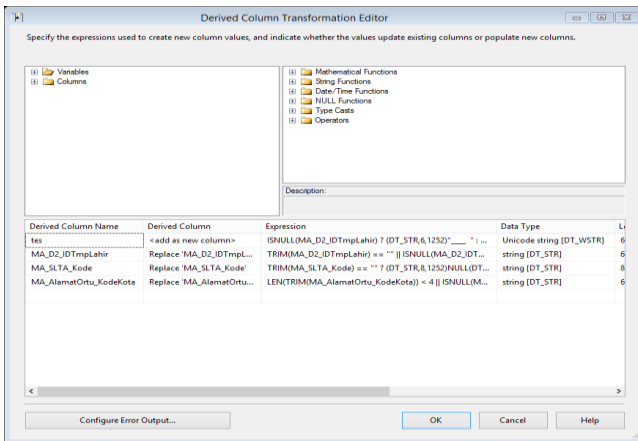 Derived Column Transformation Editor
Specify the expressions used to create new column values, and indicate whether the values update existing columns or populate new columns.
Variables
Columns
Mathematical Functions
String Functions
Date/Time Functions
NULL Functions
Type Casts
Operators
Description:
Derived Column Name Derived Column Expression Data Type Le
tes <add as new column> ISNULL(MA_D2_IDTmpLahir) ? (DT_STR,6,1252)"____ " : ... Unicode string [DT_WSTR] 6
MA_D2_IDTmpLahir Replace 'MA_D2_IDTmpL... TRIM(MA_D2_IDTmpLahir) == "" || ISNULL(MA_D2_IDT... string [DT_STR] 6
MA_SLTA_Kode Replace 'MA_SLTA_Kode' TRIM(MA_SLTA_Kode) == "" ? (DT_STR,8,1252)NULL(DT... string [DT_STR] 8
MA_AlamatOrtu_KodeKota Replace 'MA_AlamatOrtu... LEN(TRIM(MA_AlamatOrtu_KodeKota)) < 4 || ISNULL(M... string [DT_STR] 6
Configure Error Output... OK Cancel Help